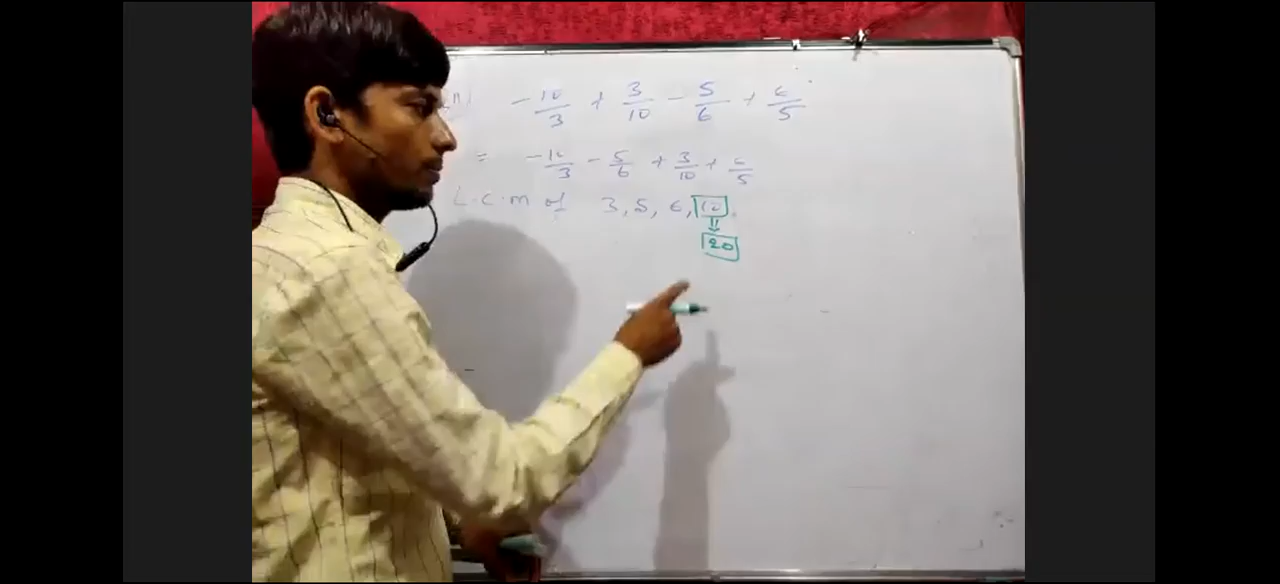 - 10/3 + 3/10 - 5/6 + 6/5
= - 10/3 - 5/6 + 3/10 + 6/5
L.C.M of 3, 5, 6, 10.
20